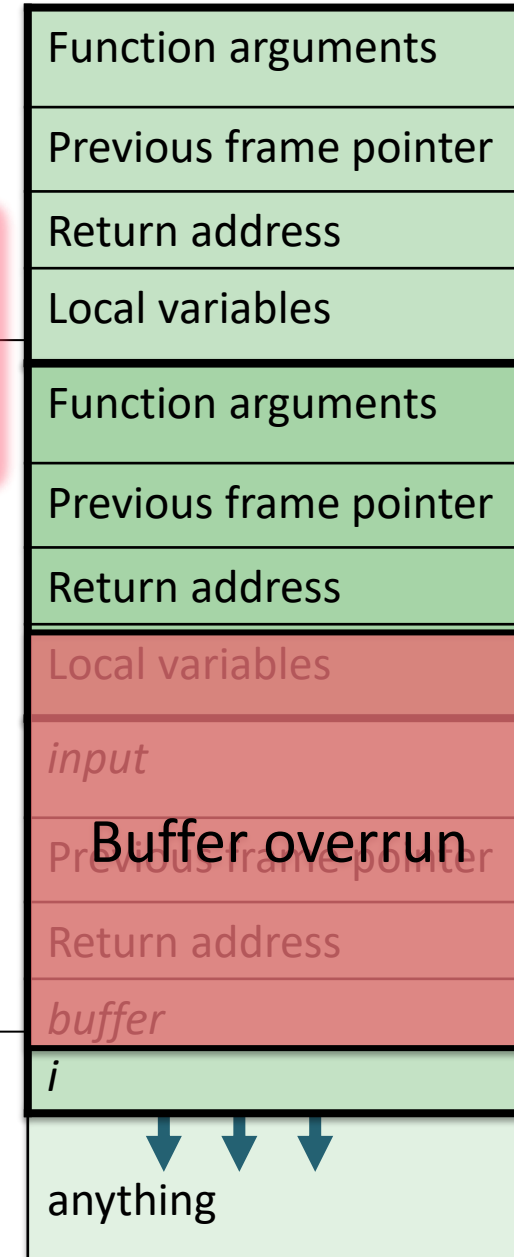 Function arguments
Previous frame pointer
Return address
Local variables
Function arguments
Previous frame pointer
Return address
Local variables
input
Buffer overrun
Previous frame pointer
Return address
buffer
i
anything